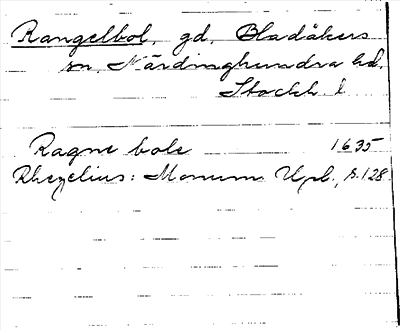 Rangelbol, gd, Bladåkers
sn, Närdinghundra hd.
Stockh. l
Ragne bole 1635
Rhezelius: Monum. Upl., s. 128